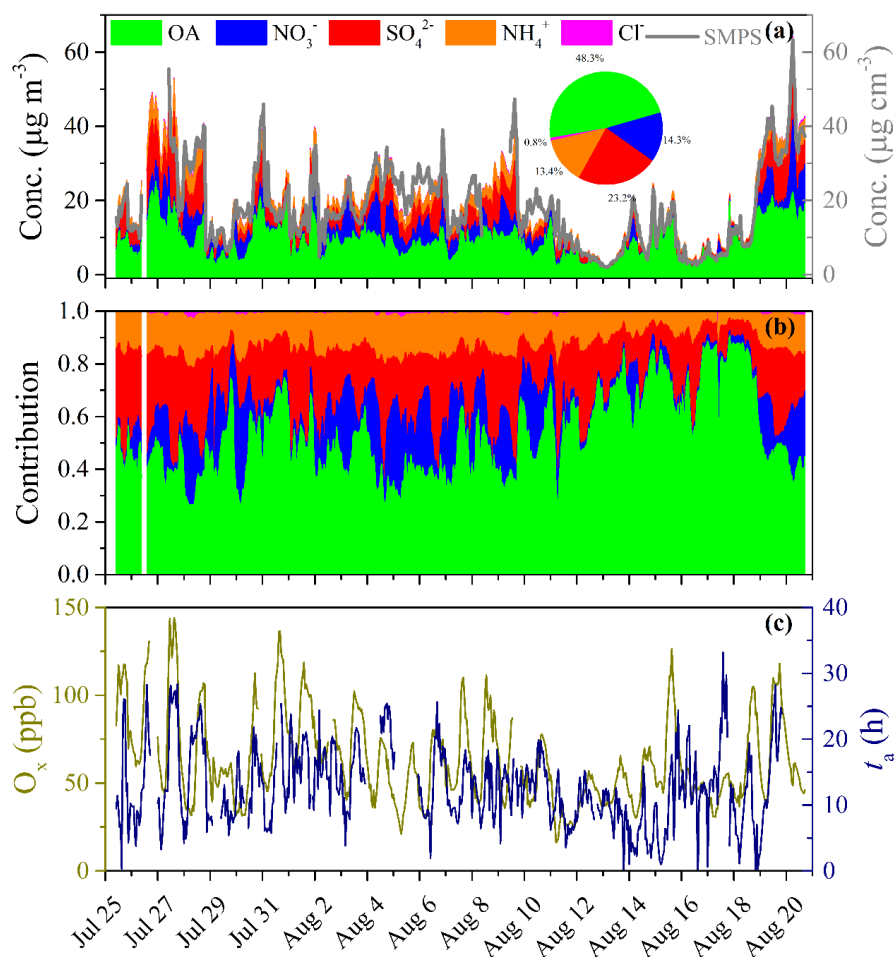 (a)
OA NO₃⁻ SO₄²⁻ NH₄⁺ Cl⁻ SMPS
48.3%
14.3%
23.2%
13.4%
0.8%
Conc. (μg m⁻³)
60
40
20
0
Conc. (μg cm⁻³)
60
40
20
0
(b)
Contribution
1.0
0.8
0.6
0.4
0.2
0.0
(c)
Oₓ (ppb)
150
100
50
0
tₐ (h)
40
30
20
10
0
Jul 25
Jul 27
Jul 29
Jul 31
Aug 2
Aug 4
Aug 6
Aug 8
Aug 10
Aug 12
Aug 14
Aug 16
Aug 18
Aug 20